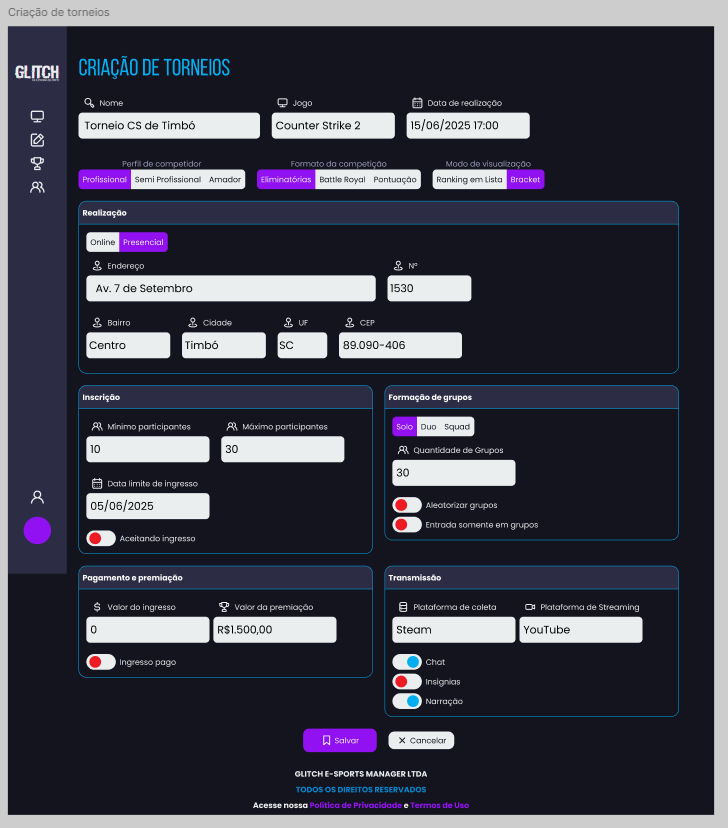 Criação de torneios
GLITCH
CRIAÇÃO DE TORNEIOS
Nome
Jogo
Data de realização
Torneio CS de Timbó
Counter Strike 2
15/06/2025 17:00
Perfil de competidor
Formato da competição
Modo de visualização
Profissional Semi Profissional Amador
Eliminatórias Battle Royal Pontuação
Ranking em Lista Bracket
Realização
Online Presencial
Endereço
Nº
Av. 7 de Setembro
1530
Bairro
Cidade
UF
CEP
Centro
Timbó
SC
89.090-406
Inscrição
Mínimo participantes
Máximo participantes
10
30
Data limite de ingresso
05/06/2025
Aceitando ingresso
Formação de grupos
Solo Duo Squad
Quantidade de Grupos
30
Aleatorizar grupos
Entrada somente em grupos
Pagamento e premiação
Valor do ingresso
Valor da premiação
0
R$1.500,00
Ingresso pago
Transmissão
Plataforma de coleta
Plataforma de Streaming
Steam
YouTube
Chat
Insignias
Narração
Salvar
Cancelar
GLITCH E-SPORTS MANAGER LTDA
TODOS OS DIREITOS RESERVADOS
Acesse nossa Política de Privacidade e Termos de Uso